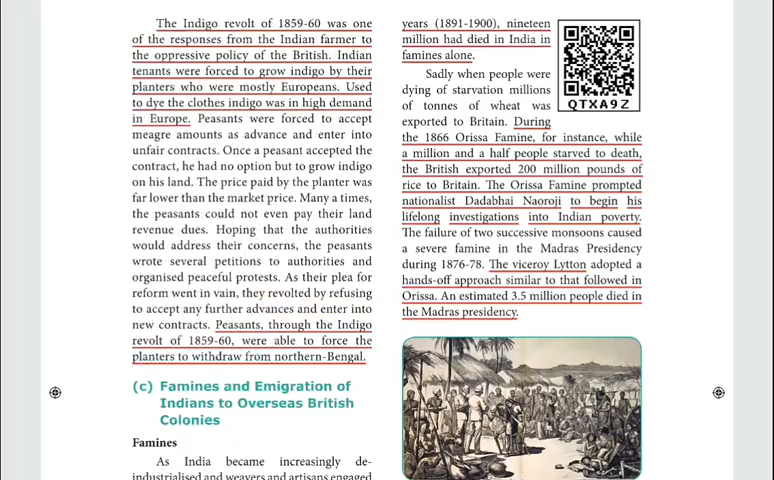 The Indigo revolt of 1859-60 was one
of the responses from the Indian farmer to
the oppressive policy of the British. Indian
tenants were forced to grow indigo by their
planters who were mostly Europeans. Used
to dye the clothes indigo was in high demand
in Europe. Peasants were forced to accept
meagre amounts as advance and enter into
unfair contracts. Once a peasant accepted the
contract, he had no option but to grow indigo
on his land. The price paid by the planter was
far lower than the market price. Many a times,
the peasants could not even pay their land
revenue dues. Hoping that the authorities
would address their concerns, the peasants
wrote several petitions to authorities and
organised peaceful protests. As their plea for
reform went in vain, they revolted by refusing
to accept any further advances and enter into
new contracts. Peasants, through the Indigo
revolt of 1859-60, were able to force the
planters to withdraw from northern-Bengal.
(c) Famines and Emigration of
Indians to Overseas British
Colonies
Famines
As India became increasingly de-
industrialised and weavers and artisans engaged
years (1891-1900), nineteen
million had died in India in
famines alone.
Sadly when people were
dying of starvation millions
of tonnes of wheat was
exported to Britain. During
the 1866 Orissa Famine, for instance, while
a million and a half people starved to death,
the British exported 200 million pounds of
rice to Britain. The Orissa Famine prompted
nationalist Dadabhai Naoroji to begin his
lifelong investigations into Indian poverty.
The failure of two successive monsoons caused
a severe famine in the Madras Presidency
during 1876-78. The viceroy Lytton adopted a
hands-off approach similar to that followed in
Orissa. An estimated 3.5 million people died in
the Madras presidency.
QTXA9Z